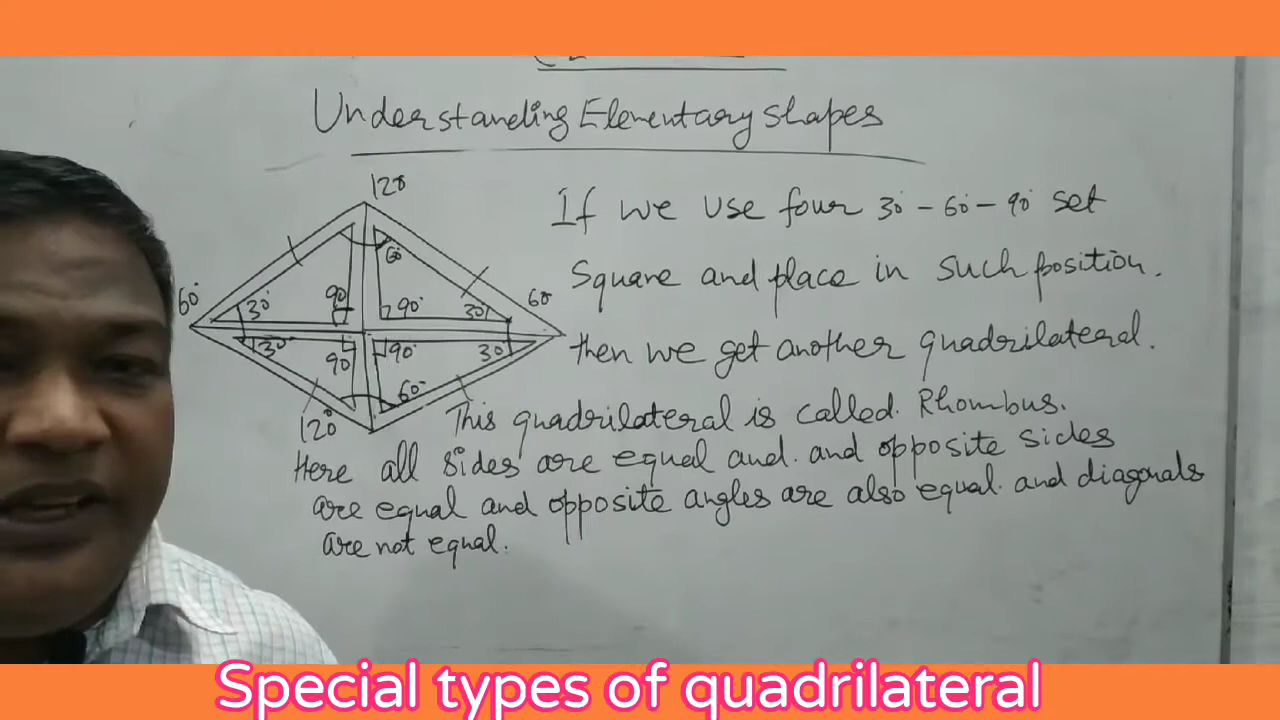 Understanding Elementary shapes
If we use four 30° - 60° - 90° set
Square and place in such position.
then we get another quadrilateral.
This quadrilateral is called. Rhombus.
Here all sides are equal and. and opposite sides
are equal and opposite angles are also equal. and diagonals
are not equal.
120°
60°
60°
90°
60°
30°
90°
30°
30°
90°
90°
30°
60°
120°
Special types of quadrilateral